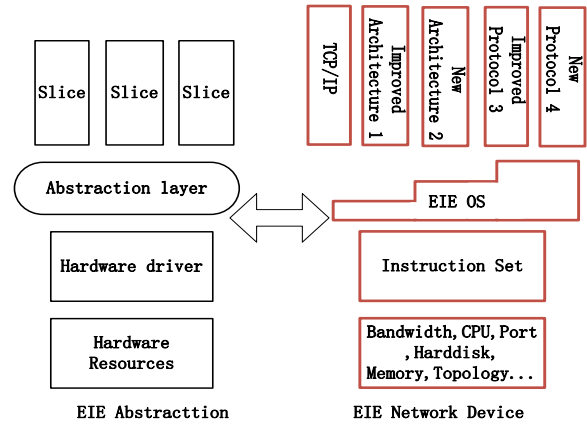 Slice
Slice
Slice
TCP/IP
Improved
Architecture 1
New
Architecture 2
Improved
Protocol 3
New
Protocol 4
Abstraction layer
EIE OS
Hardware driver
Instruction Set
Hardware
Resources
Bandwidth,CPU,Port
,Harddisk,
Memory,Topology...
EIE Abstracttion
EIE Network Device